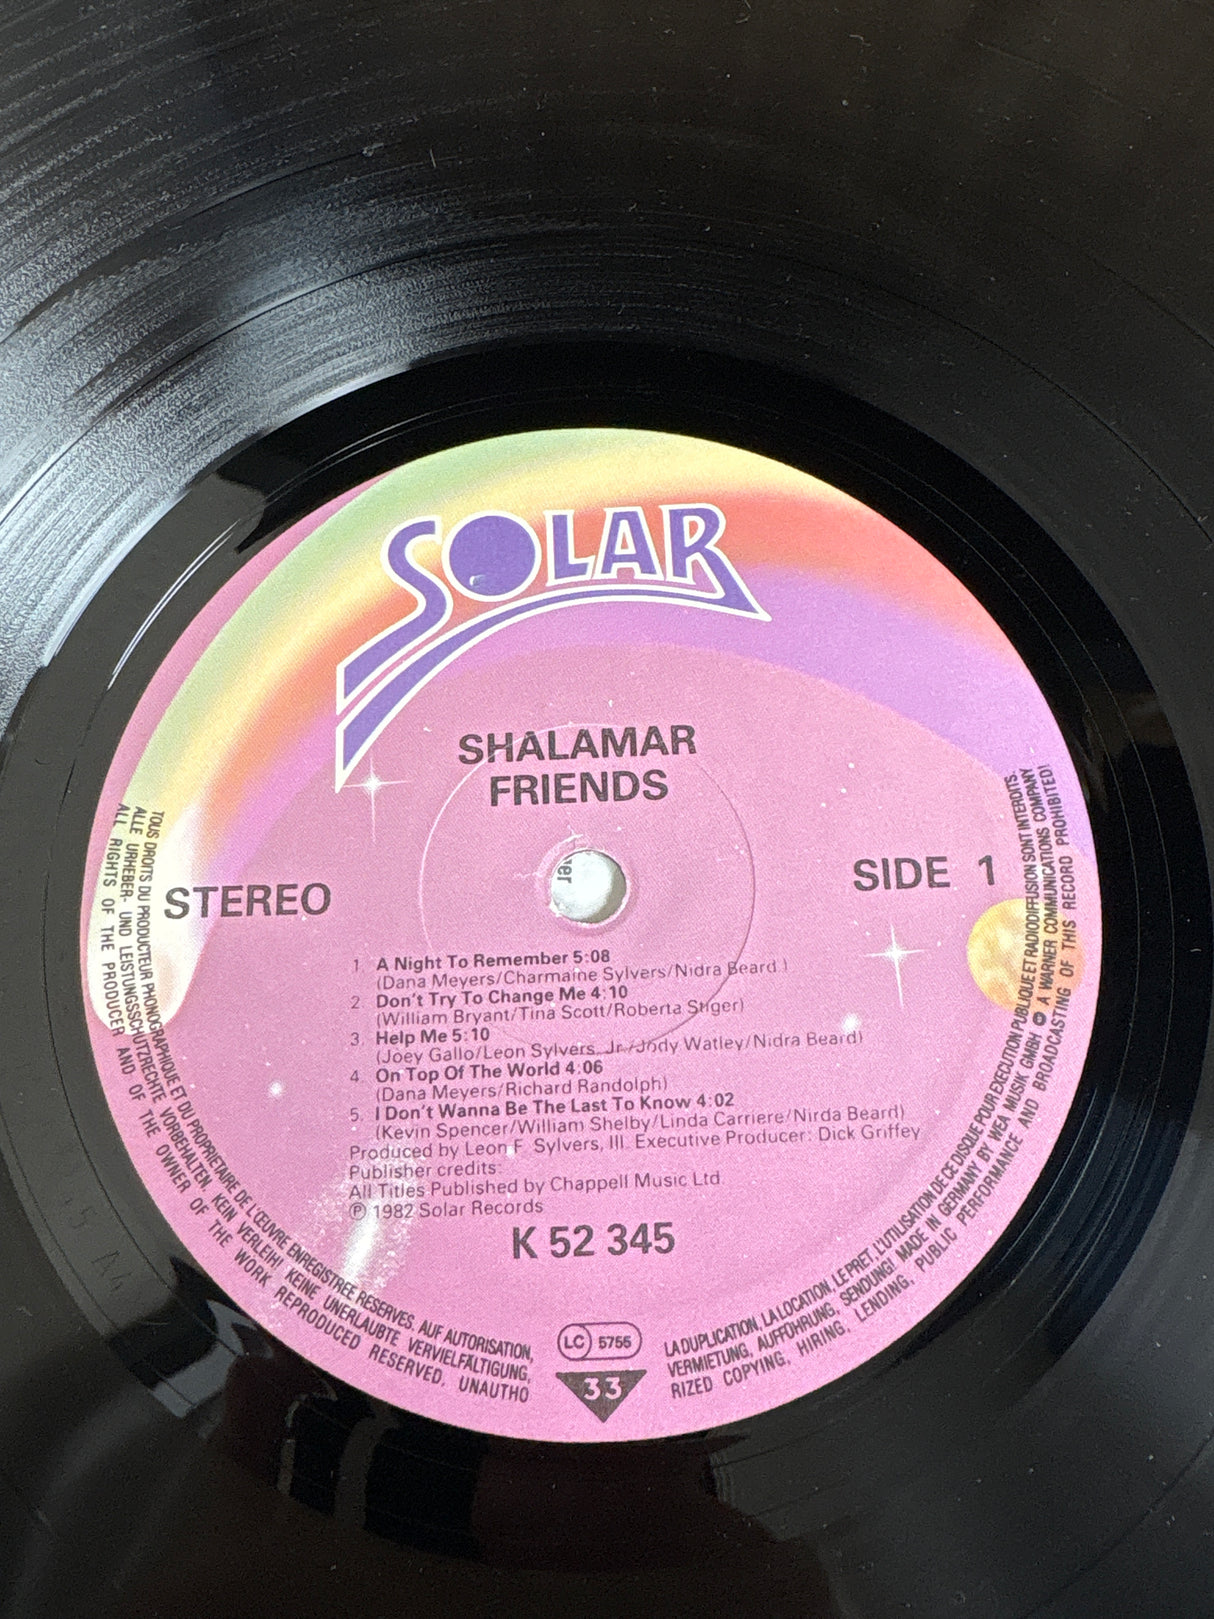 SOLAR
SHALAMAR
FRIENDS
STEREO
SIDE 1
ver
1. A Night To Remember 5:08
(Dana Meyers/Charmaine Sylvers/Nidra Beard.)
2. Don't Try To Change Me 4:10
(William Bryant/Tina Scott/Roberta Stiger)
3. Help Me 5:10
(Joey Gallo/Leon Sylvers, Jr./Jody Watley/Nidra Beard)
4. On Top Of The World 4:06
(Dana Meyers/Richard Randolph)
5. I Don't Wanna Be The Last To Know 4:02
(Kevin Spencer/William Shelby/Linda Carriere/Nirda Beard)
Produced by Leon F. Sylvers, III. Executive Producer: Dick Griffey
Publisher credits:
All Titles Published by Chappell Music Ltd.
℗ 1982 Solar Records
K 52 345
LC 5755
33
TOUS DROITS DU PRODUCTEUR PHONOGRAPHIQUE ET DU PROPRIETAIRE DE L'ŒUVRE ENREGISTREE RESERVES. AUF AUTORISATION,
ALLE URHEBER- UND LEISTUNGSSCHUTZRECHTE VORBEHALTEN. KEIN VERLEIH! KEINE UNERLAUBTE VERVIELFÄLTIGUNG,
ALL RIGHTS OF THE PRODUCER AND OF THE OWNER OF THE WORK REPRODUCED RESERVED. UNAUTHO
LA DUPLICATION, LA LOCATION, LE PRET, L'UTILISATION DE CE DISQUE POUR EXECUTION PUBLIQUE ET RADIODIFFUSION SONT INTERDITS.
VERMIETUNG, AUFFÜHRUNG, SENDUNG! MADE IN GERMANY BY WEA MUSIK GMBH A WARNER COMMUNICATIONS COMPANY
RIZED COPYING, HIRING, LENDING, PUBLIC PERFORMANCE AND BROADCASTING OF THIS RECORD PROHIBITED!